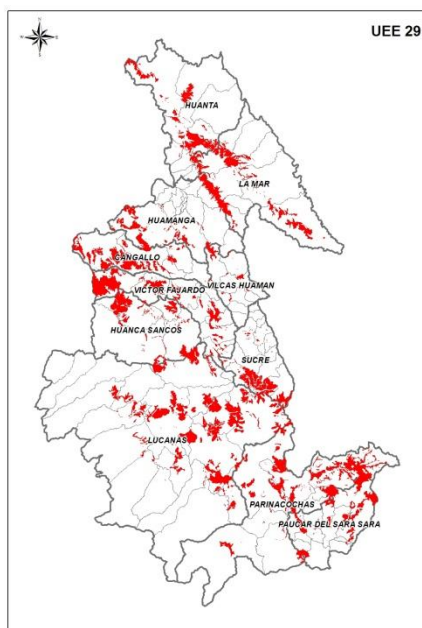 UEE 29
HUANTA
LA MAR
HUAMANGA
CANGALLO
VICTOR FAJARDO
VILCAS HUAMAN
HUANCA SANCOS
SUCRE
LUCANAS
PARINACOCHAS
PAUCAR DEL SARA SARA